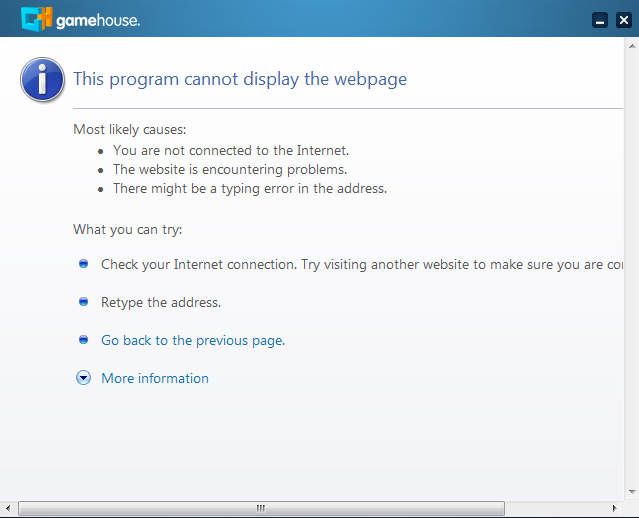 gamehouse.
This program cannot display the webpage
Most likely causes:
You are not connected to the Internet.
The website is encountering problems.
There might be a typing error in the address.
What you can try:
Check your Internet connection. Try visiting another website to make sure you are
Retype the address.
Go back to the previous page.
More information